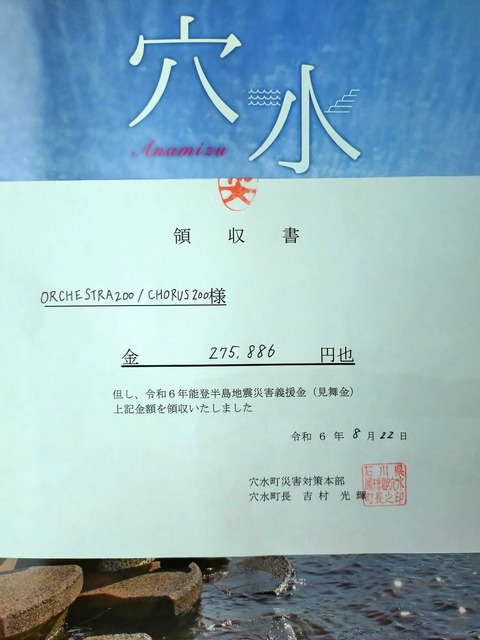 穴水
Anamizu
領収書
ORCHESTRA200 / CHORUS200様
金 275,886 円也
但し、令和6年能登半島地震災害義援金（見舞金）
上記金額を領収いたしました
令和 6 年 8 月 22 日
穴水町災害対策本部
穴水町長 吉村 光輝